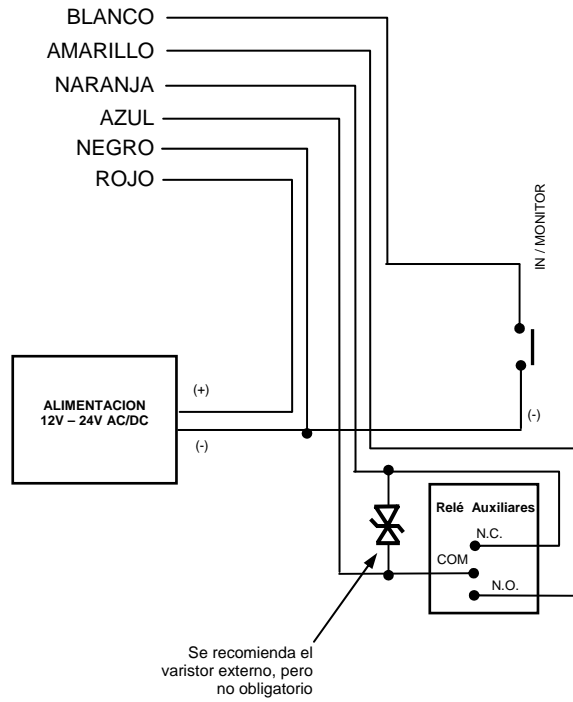 BLANCO
AMARILLO
NARANJA
AZUL
NEGRO
ROJO
IN / MONITOR
ALIMENTACION
12V – 24V AC/DC
(+)
(-)
(-)
Relé Auxiliares
N.C.
COM
N.O.
Se recomienda el
varistor externo, pero
no obligatorio